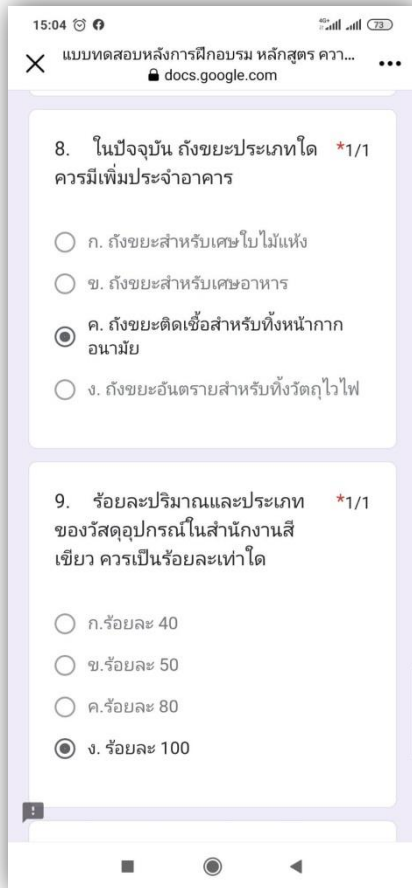 15:04
4G+
73
แบบทดสอบหลังการฝึกอบรม หลักสูตร ควา...
docs.google.com
8. ในปัจจุบัน ถังขยะประเภทใด *1/1
ควรมีเพิ่มประจำอาคาร
ก. ถังขยะสำหรับเศษใบไม้แห้ง
ข. ถังขยะสำหรับเศษอาหาร
ค. ถังขยะติดเชื้อสำหรับทิ้งหน้ากาก
อนามัย
ง. ถังขยะอันตรายสำหรับทิ้งวัตถุไวไฟ
9. ร้อยละปริมาณและประเภท *1/1
ของวัสดุอุปกรณ์ในสำนักงานสี
เขียว ควรเป็นร้อยละเท่าใด
ก.ร้อยละ 40
ข.ร้อยละ 50
ค.ร้อยละ 80
ง. ร้อยละ 100